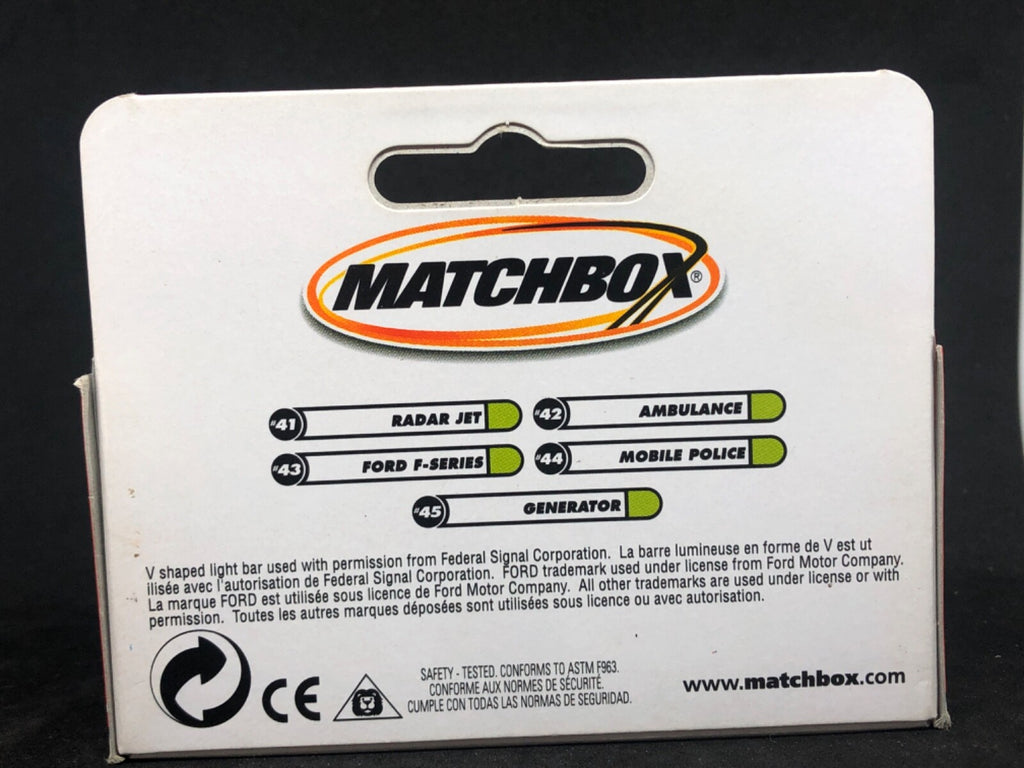 MATCHBOX®
#41 RADAR JET
#42 AMBULANCE
#43 FORD F-SERIES
#44 MOBILE POLICE
#45 GENERATOR
V shaped light bar used with permission from Federal Signal Corporation. La barre lumineuse en forme de V est ut
ilisée avec l'autorisation de Federal Signal Corporation. FORD trademark used under license from Ford Motor Company.
La marque FORD est utilisée sous licence de Ford Motor Company. All other trademarks are used under license or with
permission. Toutes les autres marques déposées sont utilisées sous licence ou avec autorisation.
CE
SAFETY - TESTED. CONFORMS TO ASTM F963.
CONFORME AUX NORMES DE SÉCURITÉ.
CUMPLE CON TODAS LAS NORMAS DE SEGURIDAD.
www.matchbox.com